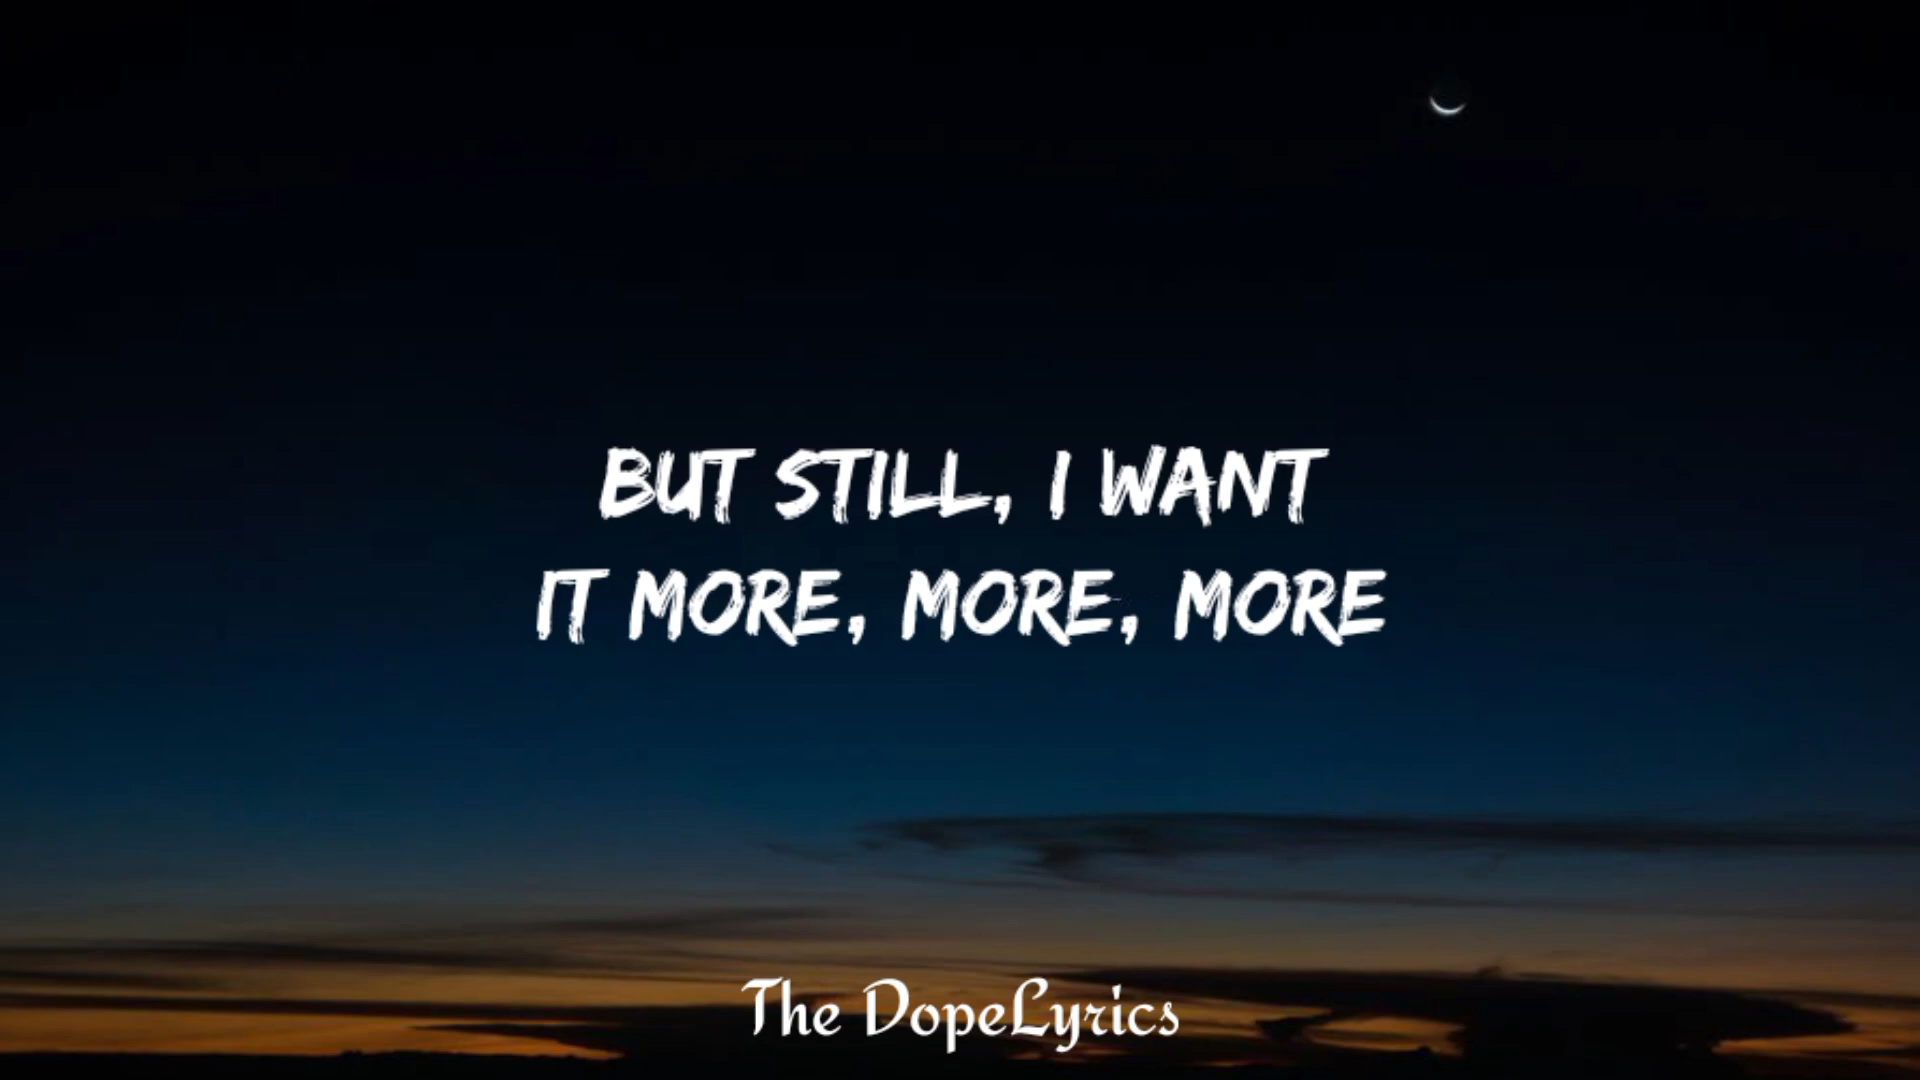 BUT STILL, I WANT
IT MORE, MORE, MORE
The DopeLyrics